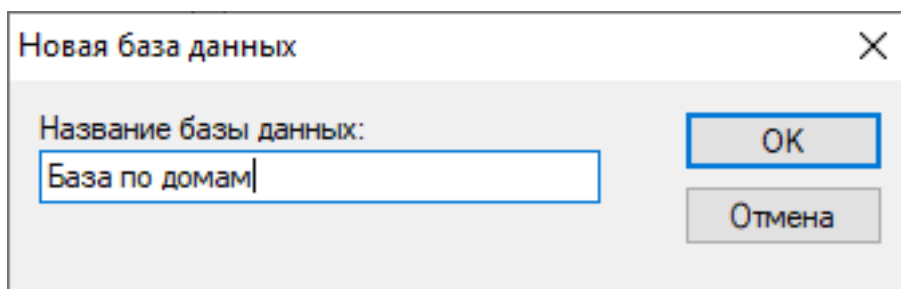 Новая база данных
Название базы данных:
База по домам
OK
Отмена